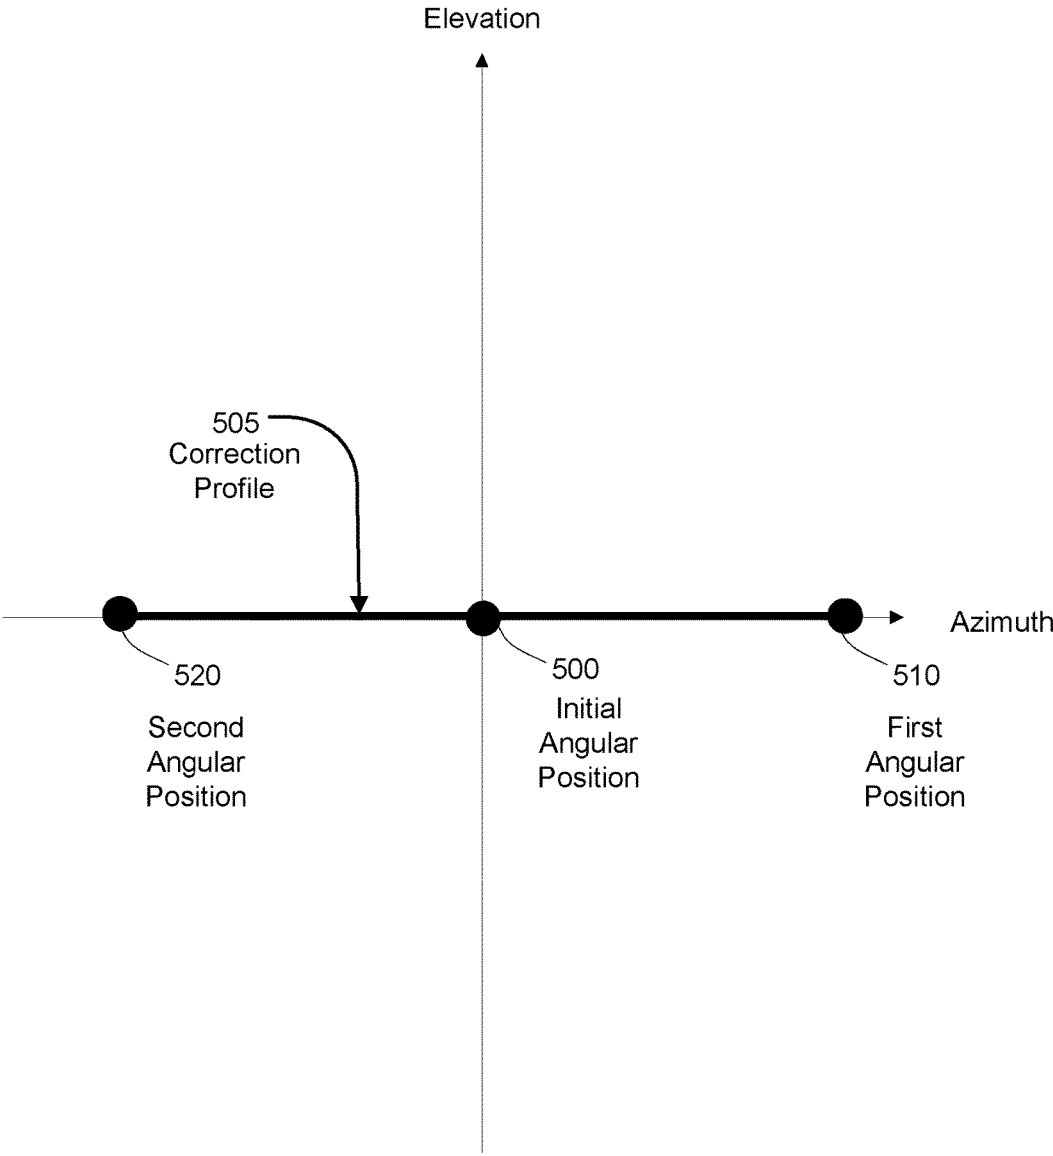 Elevation
505
Correction
Profile
Azimuth
520
Second
Angular
Position
500
Initial
Angular
Position
510
First
Angular
Position